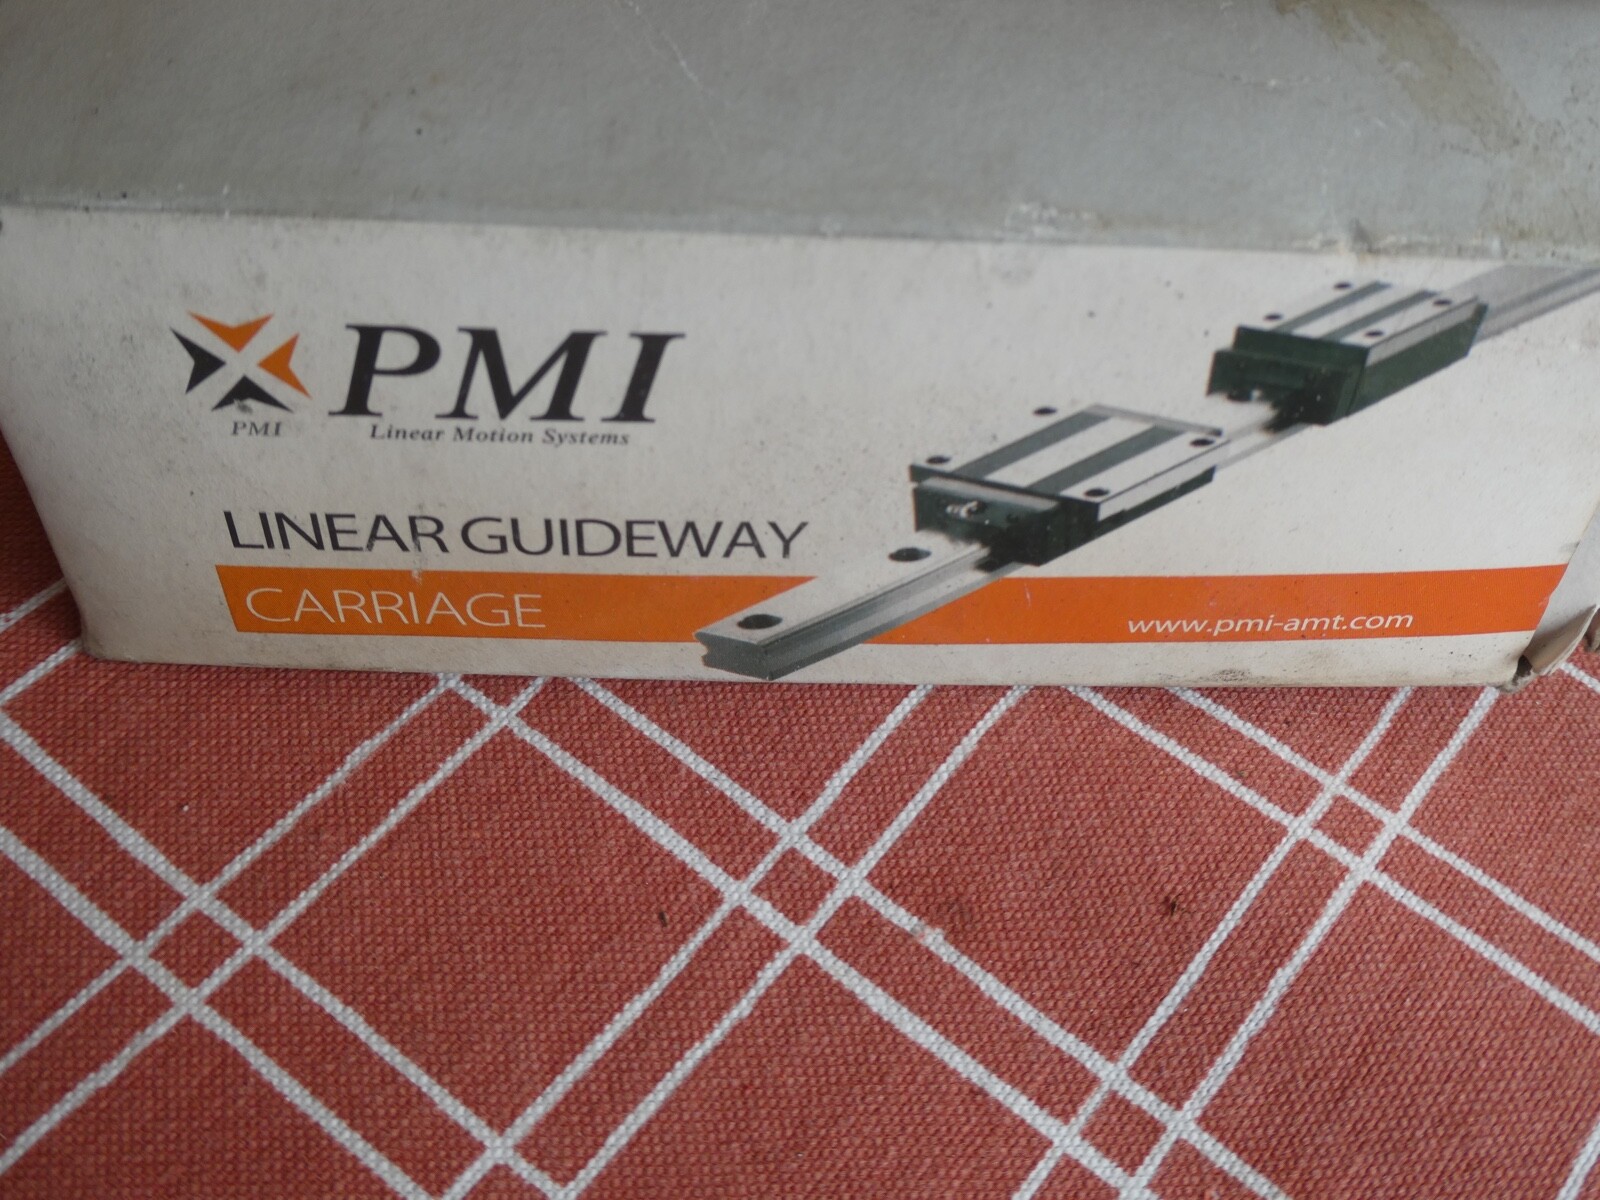 PMI
PMI
Linear Motion Systems
LINEAR GUIDEWAY
CARRIAGE
www.pmi-amt.com